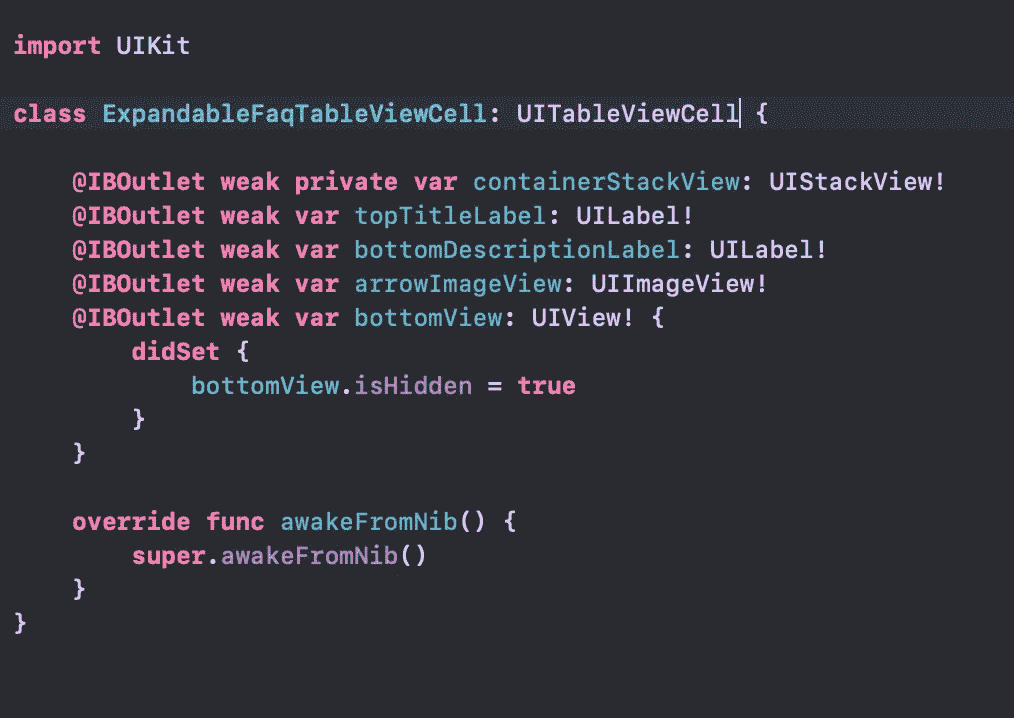 import UIKit
class ExpandableFaqTableViewCell: UITableViewCell {
@IBOutlet weak private var containerStackView: UIStackView!
@IBOutlet weak var topTitleLabel: UILabel!
@IBOutlet weak var bottomDescriptionLabel: UILabel!
@IBOutlet weak var arrowImageView: UIImageView!
@IBOutlet weak var bottomView: UIView! {
didSet {
bottomView.isHidden = true
}
}
override func awakeFromNib() {
super.awakeFromNib()
}
}